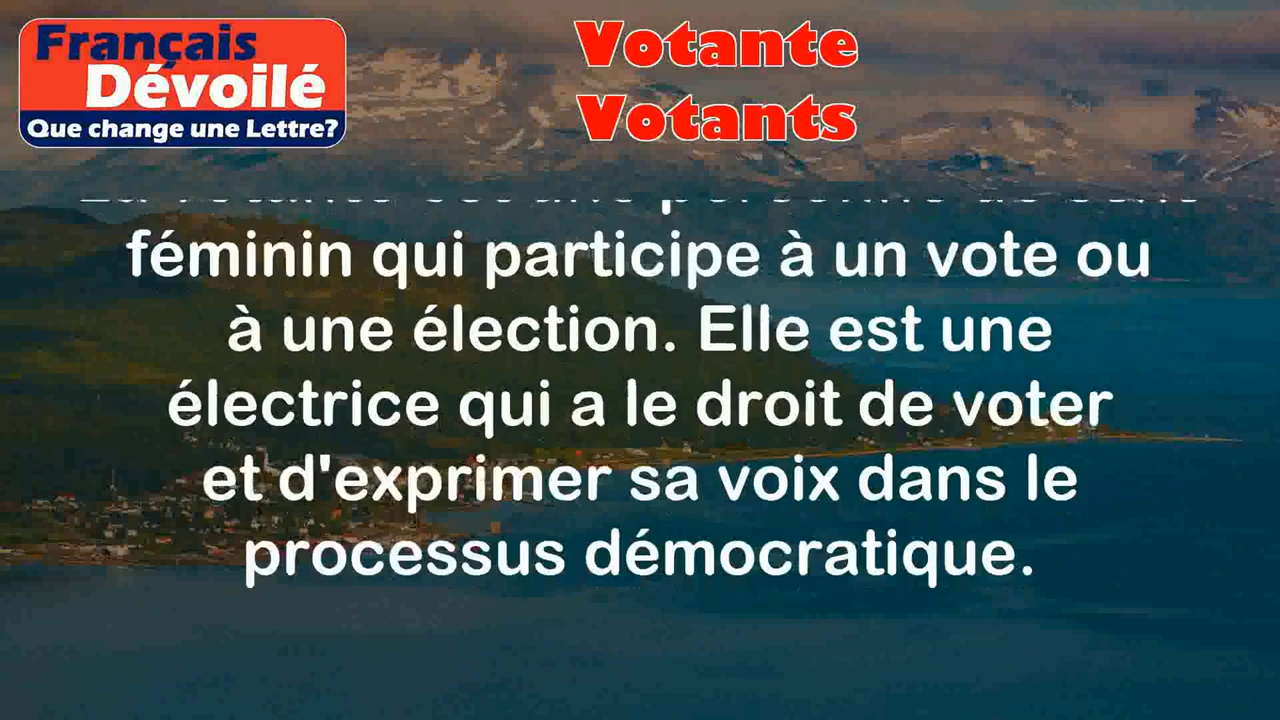 Français
Dévoilé
Que change une Lettre?
Votante
Votants
féminin qui participe à un vote ou
à une élection. Elle est une
électrice qui a le droit de voter
et d'exprimer sa voix dans le
processus démocratique.